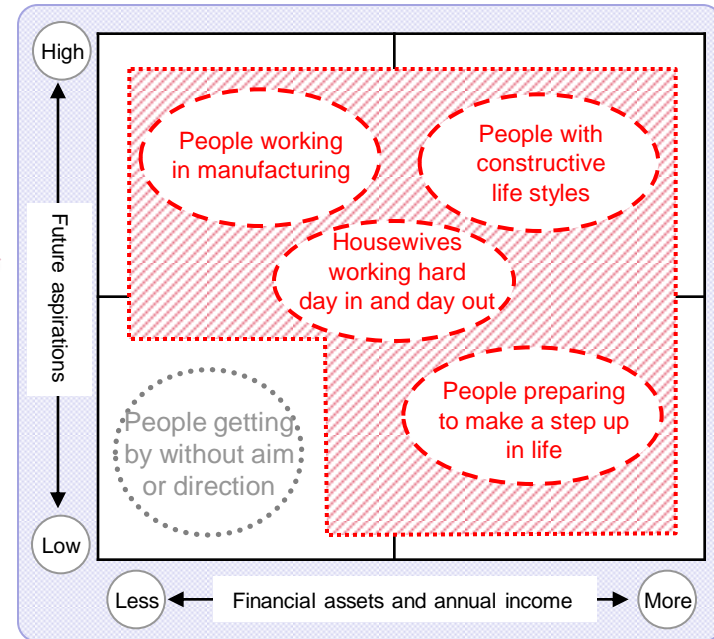 High
People working
in manufacturing
People with
constructive
life styles
Housewives
working hard
day in and day out
Future aspirations
People preparing
to make a step up
in life
People getting
by without aim
or direction
Low
Less
Financial assets and annual income
More